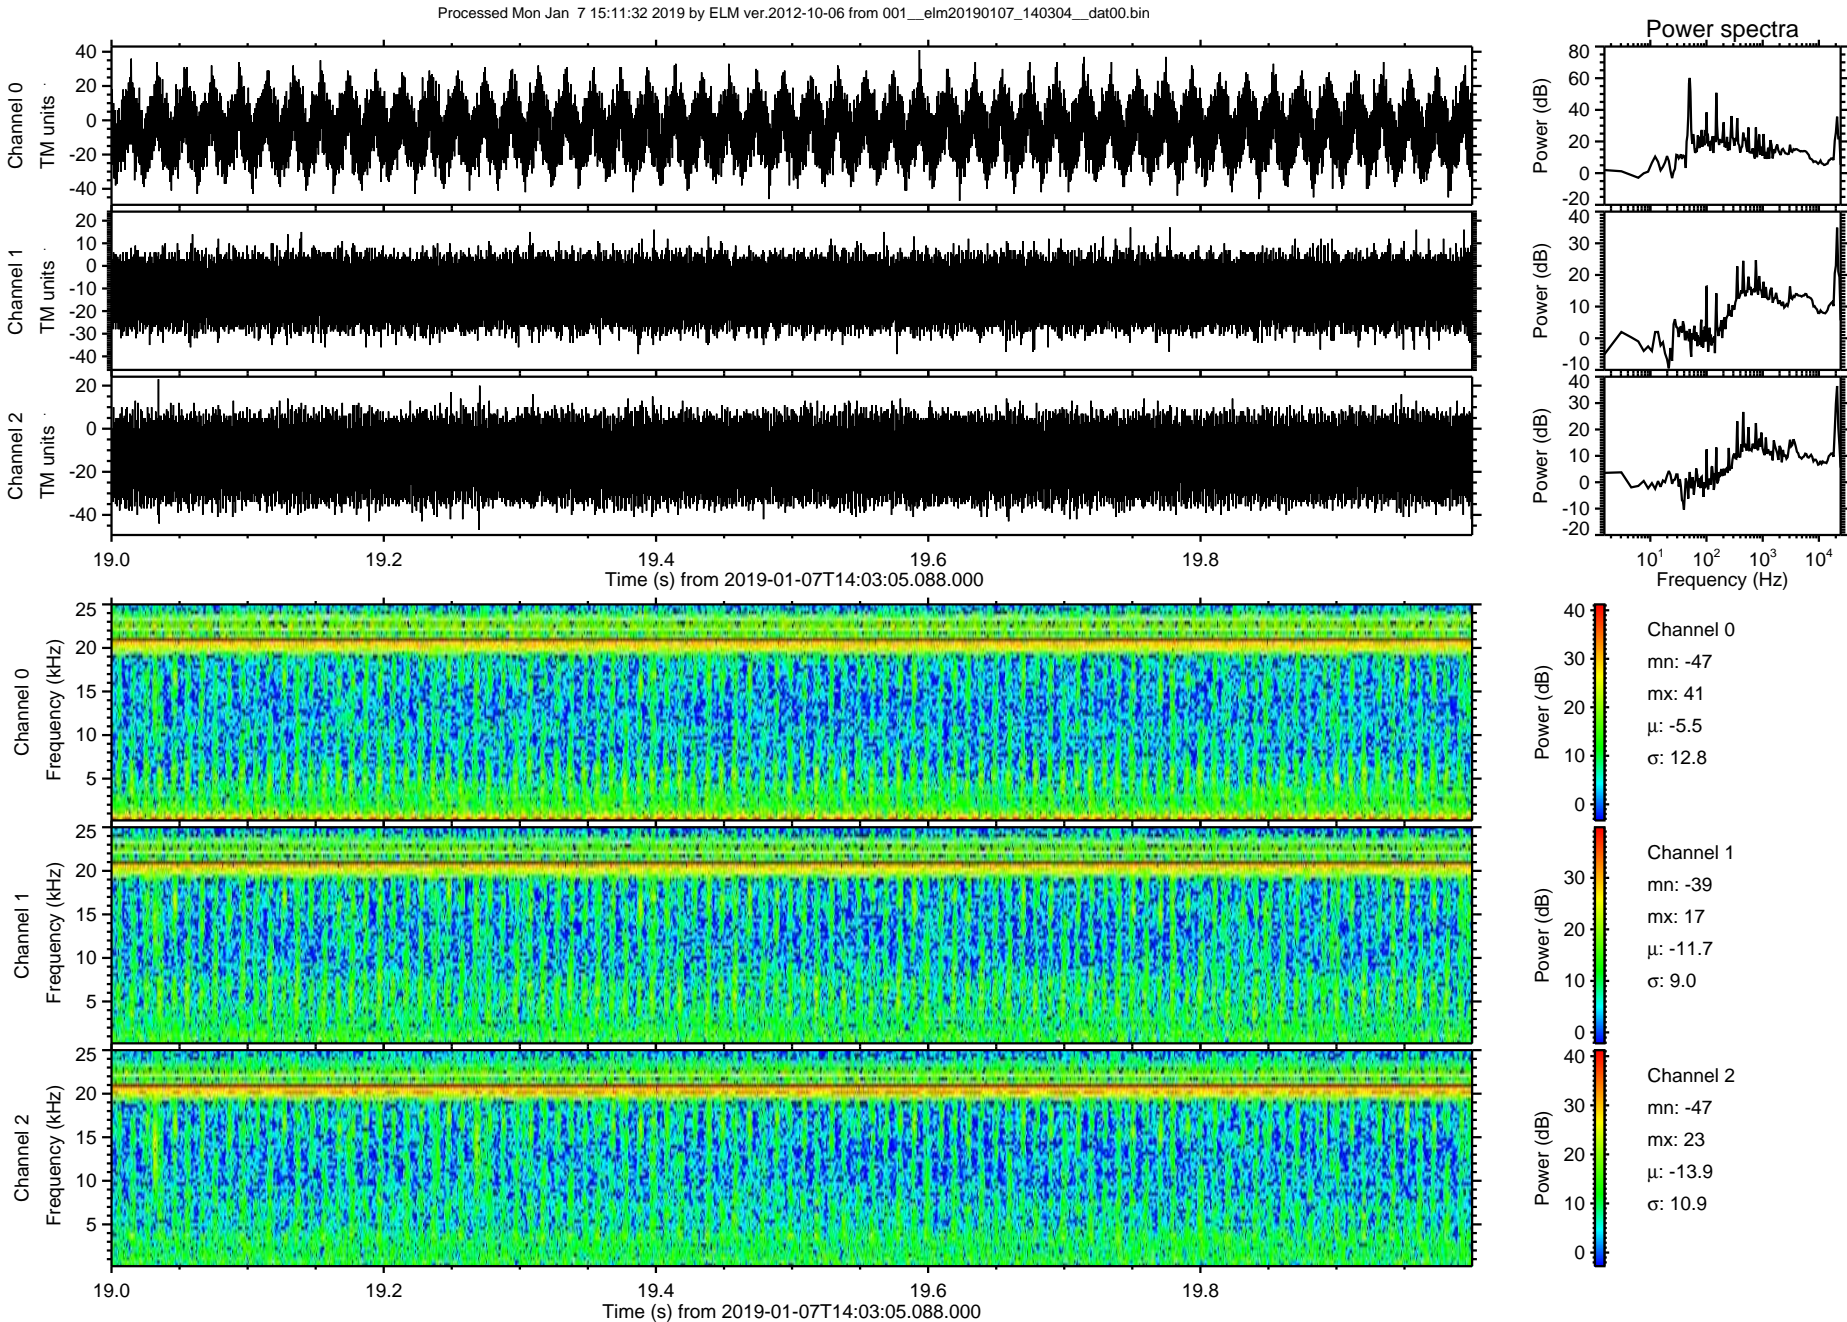 Processed Mon Jan  7 15:11:32 2019 by ELM ver.2012-10-06 from 001__elm20190107_140304__dat00.bin
Power spectra
Channel 0
TM units
40
20
0
-20
-40
Power (dB)
80
60
40
20
0
-20
Channel 1
TM units
20
10
0
-10
-20
-30
-40
Power (dB)
40
30
20
10
0
-10
Channel 2
TM units
20
0
-20
-40
Power (dB)
40
30
20
10
0
-10
-20
19.0 19.2 19.4 19.6 19.8
Time (s) from 2019-01-07T14:03:05.088.000
10¹ 10² 10³ 10⁴
Frequency (Hz)
Channel 0
Frequency (kHz)
25
20
15
10
5
Power (dB)
40
30
20
10
0
Channel 0
mn: -47
mx: 41
μ: -5.5
σ: 12.8
Channel 1
Frequency (kHz)
25
20
15
10
5
Power (dB)
30
20
10
0
Channel 1
mn: -39
mx: 17
μ: -11.7
σ: 9.0
Channel 2
Frequency (kHz)
25
20
15
10
5
Power (dB)
40
30
20
10
0
Channel 2
mn: -47
mx: 23
μ: -13.9
σ: 10.9
19.0 19.2 19.4 19.6 19.8
Time (s) from 2019-01-07T14:03:05.088.000